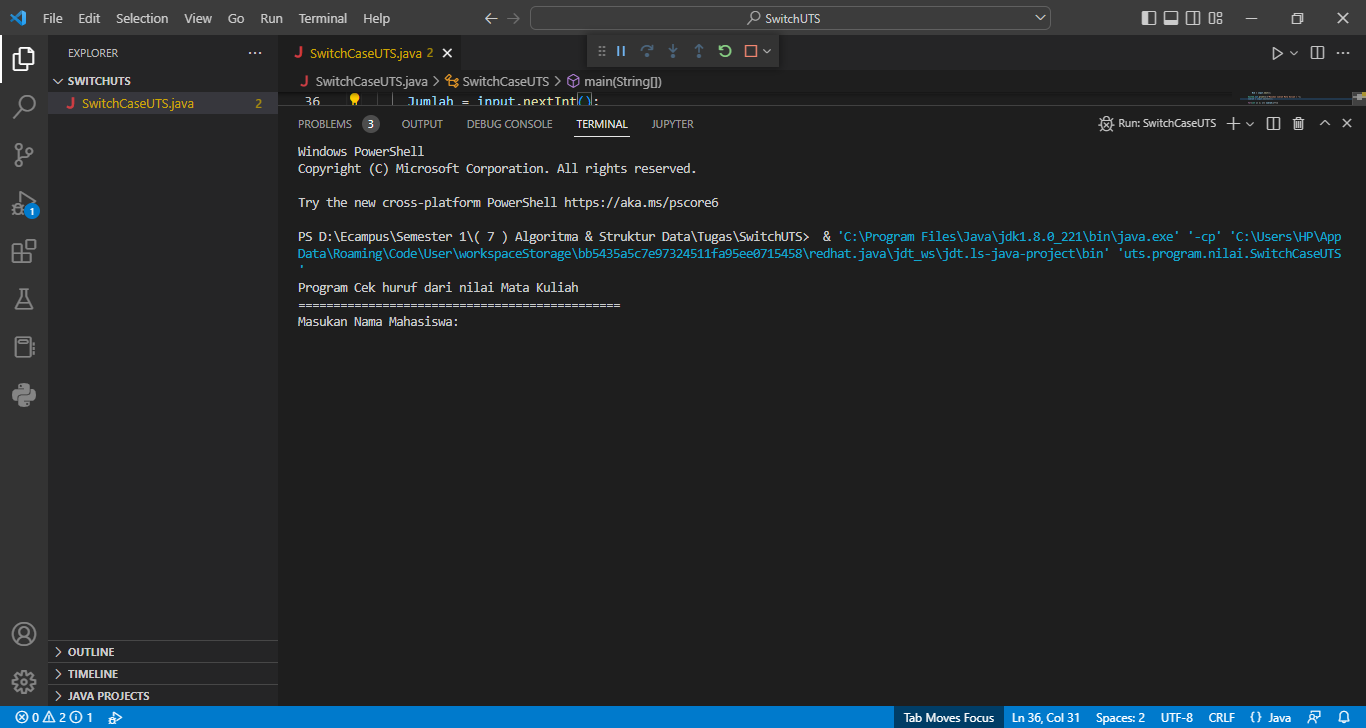 File Edit Selection View Go Run Terminal Help SwitchUTS
EXPLORER
SWITCHUTS
SwitchCaseUTS.java 2
OUTLINE
TIMELINE
JAVA PROJECTS
SwitchCaseUTS.java 2
SwitchCaseUTS.java > SwitchCaseUTS > main(String[])
36 Jumlah = input.nextInt();
PROBLEMS 3 OUTPUT DEBUG CONSOLE TERMINAL JUPYTER Run: SwitchCaseUTS
Windows PowerShell
Copyright (C) Microsoft Corporation. All rights reserved.
Try the new cross-platform PowerShell https://aka.ms/pscore6
PS D:\Ecampus\Semester 1\( 7 ) Algoritma & Struktur Data\Tugas\SwitchUTS>  & 'C:\Program Files\Java\jdk1.8.0_221\bin\java.exe' '-cp' 'C:\Users\HP\App
Data\Roaming\Code\User\workspaceStorage\bb5435a5c7e97324511fa95ee0715458\redhat.java\jdt_ws\jdt.ls-java-project\bin' 'uts.program.nilai.SwitchCaseUTS
'
Program Cek huruf dari nilai Mata Kuliah
==============================================
Masukan Nama Mahasiswa:
1
0 2 1 Tab Moves Focus Ln 36, Col 31 Spaces: 2 UTF-8 CRLF {} Java